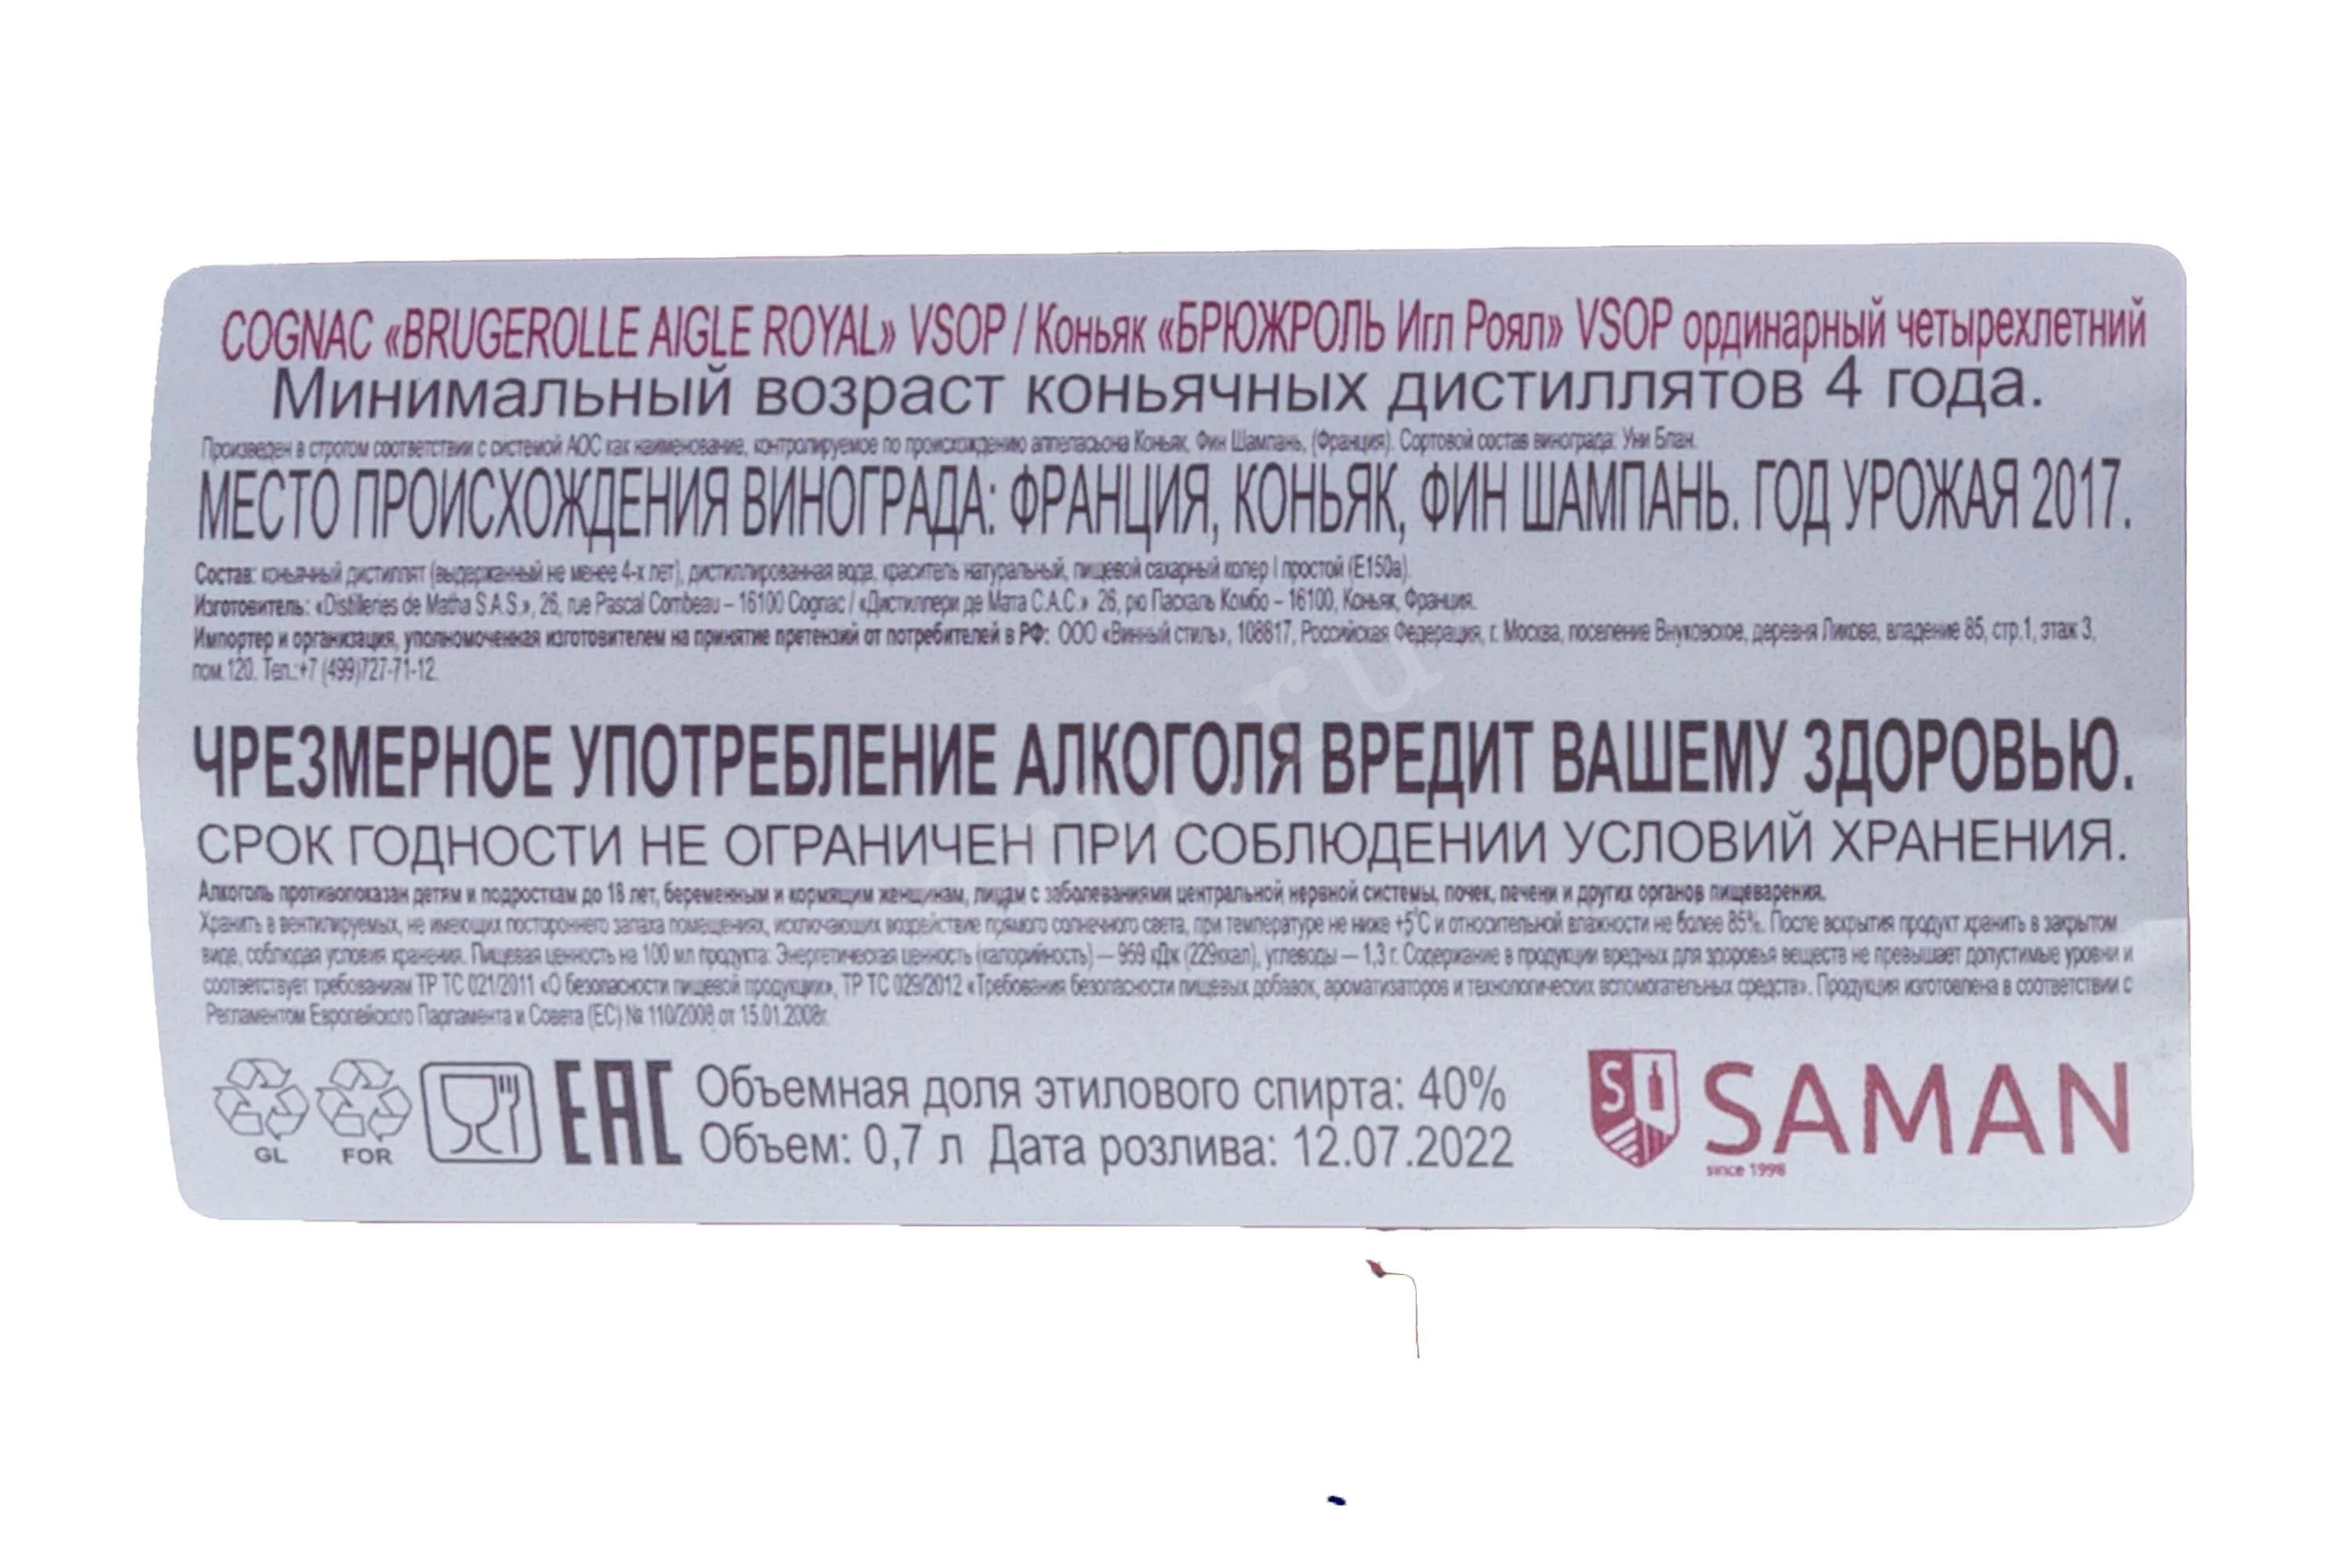 COGNAC «BRUGEROLLE AIGLE ROYAL» VSOP / Коньяк «БРЮЖРОЛЬ Игл Роял» VSOP ординарный четырехлетний
Минимальный возраст коньячных дистиллятов 4 года.
Произведен в строгом соответствии с системой АОС как наименование, контролируемое по происхождению аппеласьона Коньяк, Фин Шампань, (Франция). Сортовой состав винограда: Уни Блан.
МЕСТО ПРОИСХОЖДЕНИЯ ВИНОГРАДА: ФРАНЦИЯ, КОНЬЯК, ФИН ШАМПАНЬ. ГОД УРОЖАЯ 2017.
Состав: коньячный дистиллят (выдержанный не менее 4-х лет), дистиллированная вода, краситель натуральный, пищевой сахарный колер I простой (Е150а).
Изготовитель: «Distilleries de Matha S.A.S.», 26, rue Pascal Combeau – 16100 Cognac / «Дистиллери де Мата С.А.С.» 26, рю Паскаль Комбо – 16100, Коньяк, Франция.
Импортер и организация, уполномоченная изготовителем на принятие претензий от потребителей в РФ: ООО «Винный стиль», 108817, Российская Федерация, г. Москва, поселение Внуковское, деревня Ликова, владение 85, стр.1, этаж 3,
пом.120. Тел.:+7 (499)727-71-12.
ЧРЕЗМЕРНОЕ УПОТРЕБЛЕНИЕ АЛКОГОЛЯ ВРЕДИТ ВАШЕМУ ЗДОРОВЬЮ.
СРОК ГОДНОСТИ НЕ ОГРАНИЧЕН ПРИ СОБЛЮДЕНИИ УСЛОВИЙ ХРАНЕНИЯ.
Алкоголь противопоказан детям и подросткам до 18 лет, беременным и кормящим женщинам, лицам с заболеваниями центральной нервной системы, почек, печени и других органов пищеварения.
Хранить в вентилируемых, не имеющих постороннего запаха помещениях, исключающих воздействие прямого солнечного света, при температуре не ниже +5°С и относительной влажности не более 85%. После вскрытия продукт хранить в закрытом
виде, соблюдая условия хранения. Пищевая ценность на 100 мл продукта: Энергетическая ценность (калорийность) — 959 кДж (229ккал), углеводы — 1,3 г. Содержание в продукции вредных для здоровья веществ не превышает допустимые уровни и
соответствует требованиям ТР ТС 021/2011 «О безопасности пищевой продукции», ТР ТС 029/2012 «Требования безопасности пищевых добавок, ароматизаторов и технологических вспомогательных средств». Продукция изготовлена в соответствии с
Регламентом Европейского Парламента и Совета (ЕС) № 110/2008 от 15.01.2008г.
GL FOR EAC
Объемная доля этилового спирта: 40%
Объем: 0,7 л Дата розлива: 12.07.2022
SAMAN
since 1998